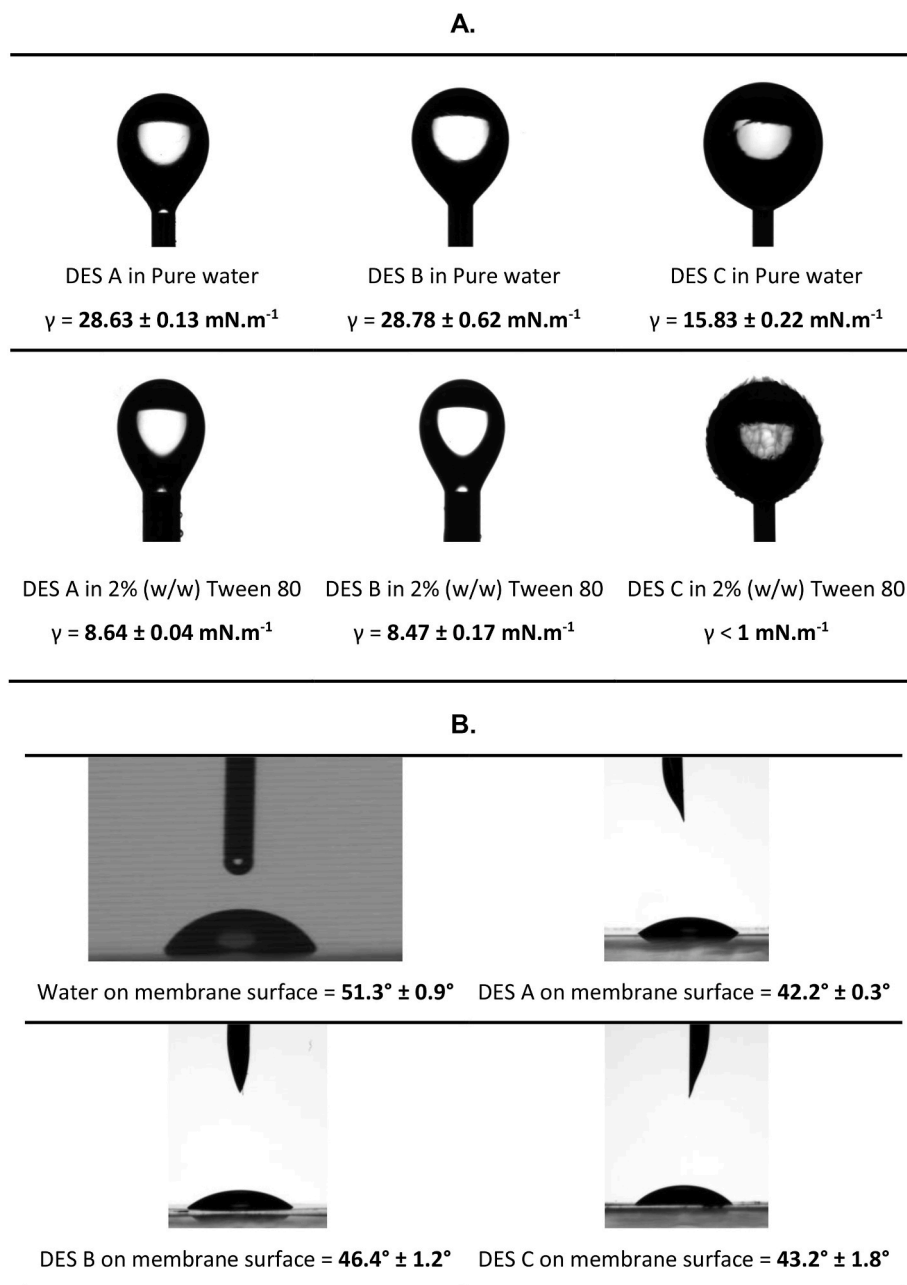 A.
DES A in Pure water
DES B in Pure water
DES C in Pure water
γ = 28.63 ± 0.13 mN.m⁻¹
γ = 28.78 ± 0.62 mN.m⁻¹
γ = 15.83 ± 0.22 mN.m⁻¹
DES A in 2% (w/w) Tween 80
DES B in 2% (w/w) Tween 80
DES C in 2% (w/w) Tween 80
γ = 8.64 ± 0.04 mN.m⁻¹
γ = 8.47 ± 0.17 mN.m⁻¹
γ < 1 mN.m⁻¹
B.
Water on membrane surface = 51.3° ± 0.9°
DES A on membrane surface = 42.2° ± 0.3°
DES B on membrane surface = 46.4° ± 1.2°
DES C on membrane surface = 43.2° ± 1.8°